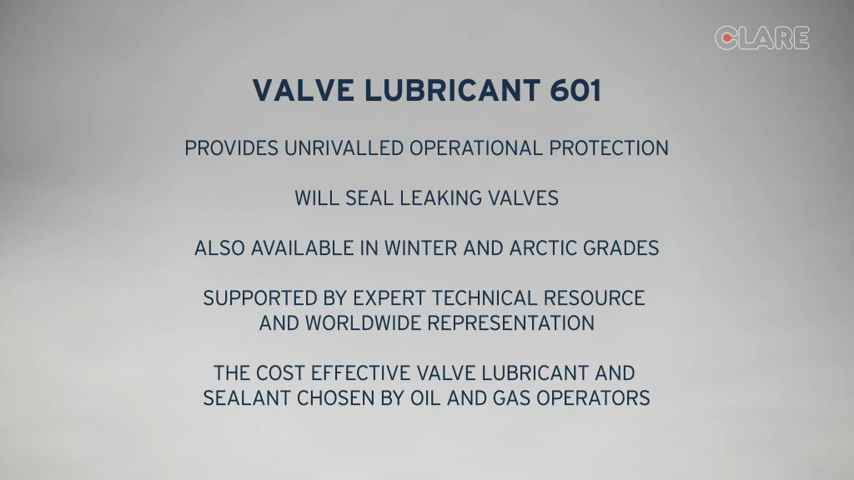 CLARE
VALVE LUBRICANT 601
PROVIDES UNRIVALLED OPERATIONAL PROTECTION
WILL SEAL LEAKING VALVES
ALSO AVAILABLE IN WINTER AND ARCTIC GRADES
SUPPORTED BY EXPERT TECHNICAL RESOURCE
AND WORLDWIDE REPRESENTATION
THE COST EFFECTIVE VALVE LUBRICANT AND
SEALANT CHOSEN BY OIL AND GAS OPERATORS